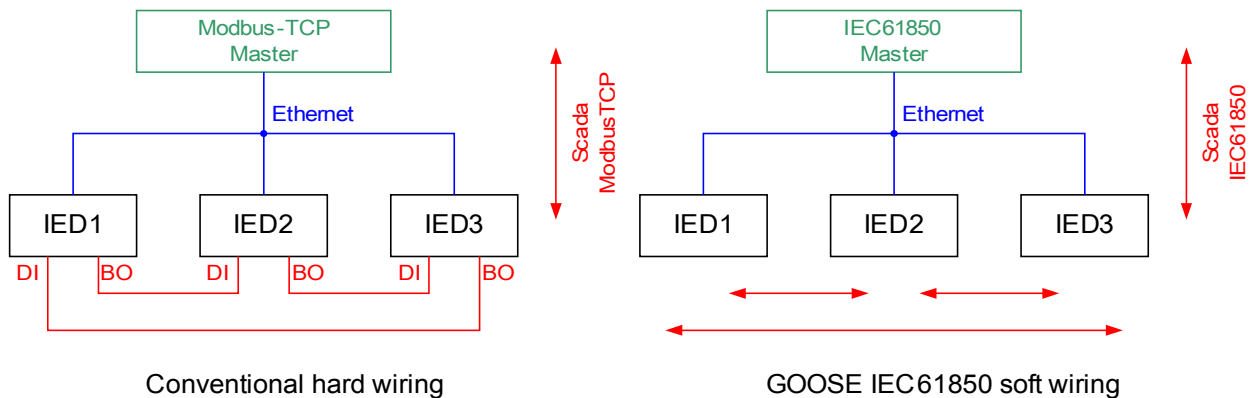 Modbus-TCP
Master
Ethernet
Scada
ModbusTCP
IED1
IED2
IED3
DI
BO
DI
BO
DI
BO
Conventional hard wiring
IEC61850
Master
Ethernet
Scada
IEC61850
IED1
IED2
IED3
GOOSE IEC61850 soft wiring